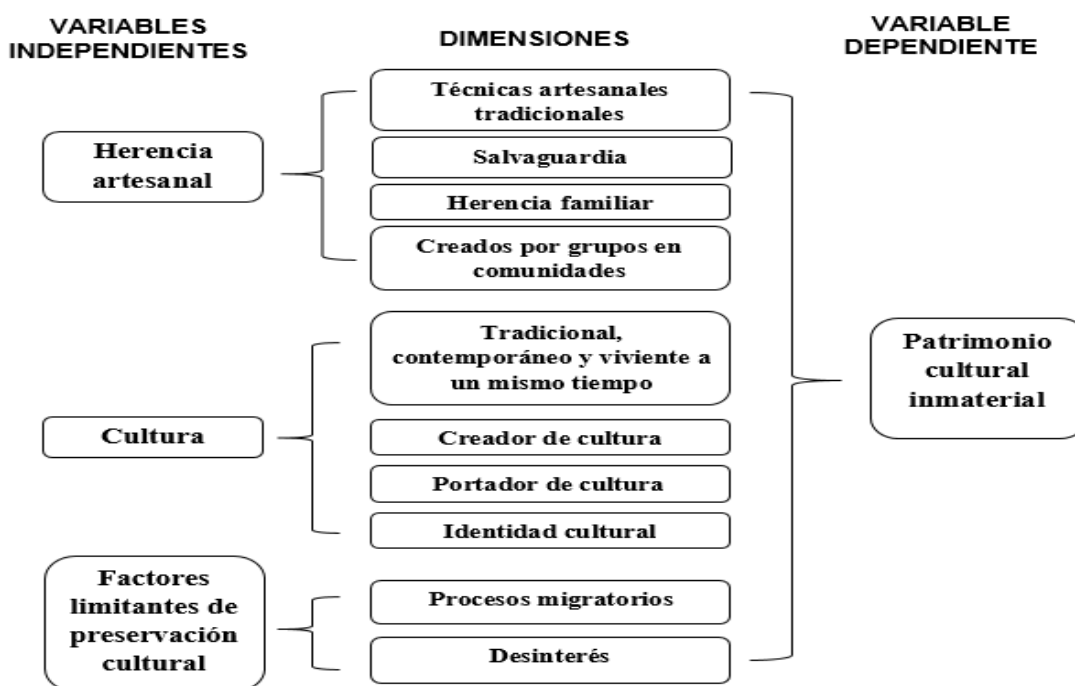 VARIABLES
INDEPENDIENTES
DIMENSIONES
VARIABLE
DEPENDIENTE
Herencia
artesanal
Técnicas artesanales
tradicionales
Salvaguardia
Herencia familiar
Creados por grupos en
comunidades
Cultura
Tradicional,
contemporáneo y viviente a
un mismo tiempo
Creador de cultura
Portador de cultura
Identidad cultural
Factores
limitantes de
preservación
cultural
Procesos migratorios
Desinterés
Patrimonio
cultural
inmaterial